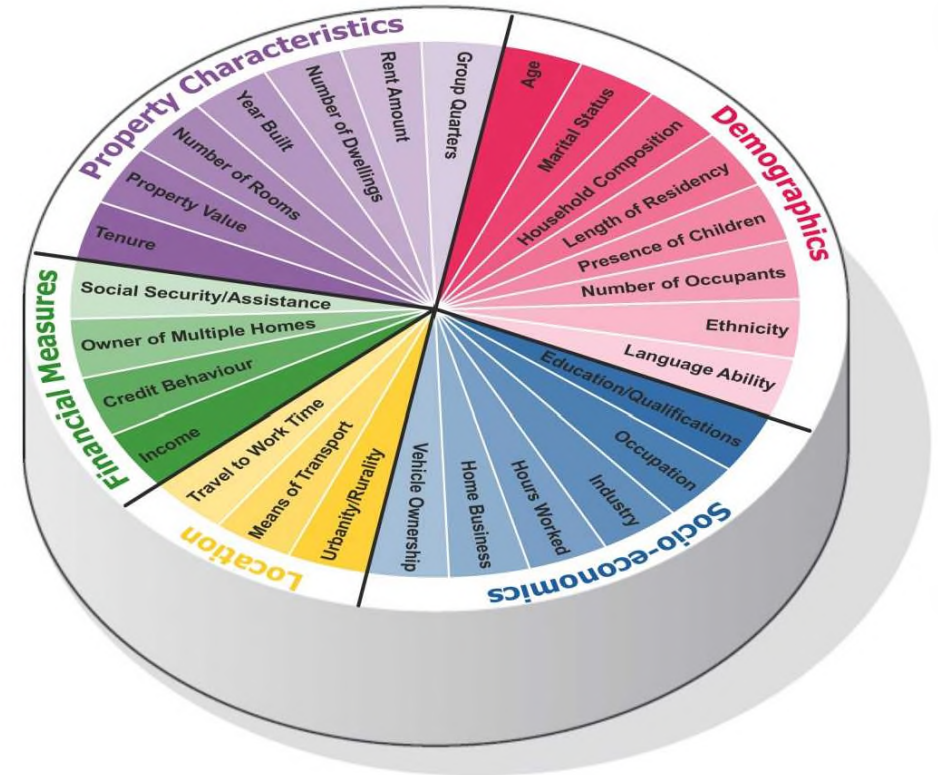 Property Characteristics
Tenure
Property Value
Number of Rooms
Year Built
Number of Dwellings
Rent Amount
Group Quarters
Demographics
Age
Marital Status
Household Composition
Length of Residency
Presence of Children
Number of Occupants
Ethnicity
Language Ability
Socio-economics
Education/Qualifications
Occupation
Industry
Hours Worked
Home Business
Vehicle Ownership
Location
Urbanity/Rurality
Means of Transport
Travel to Work Time
Financial Measures
Income
Credit Behaviour
Owner of Multiple Homes
Social Security/Assistance